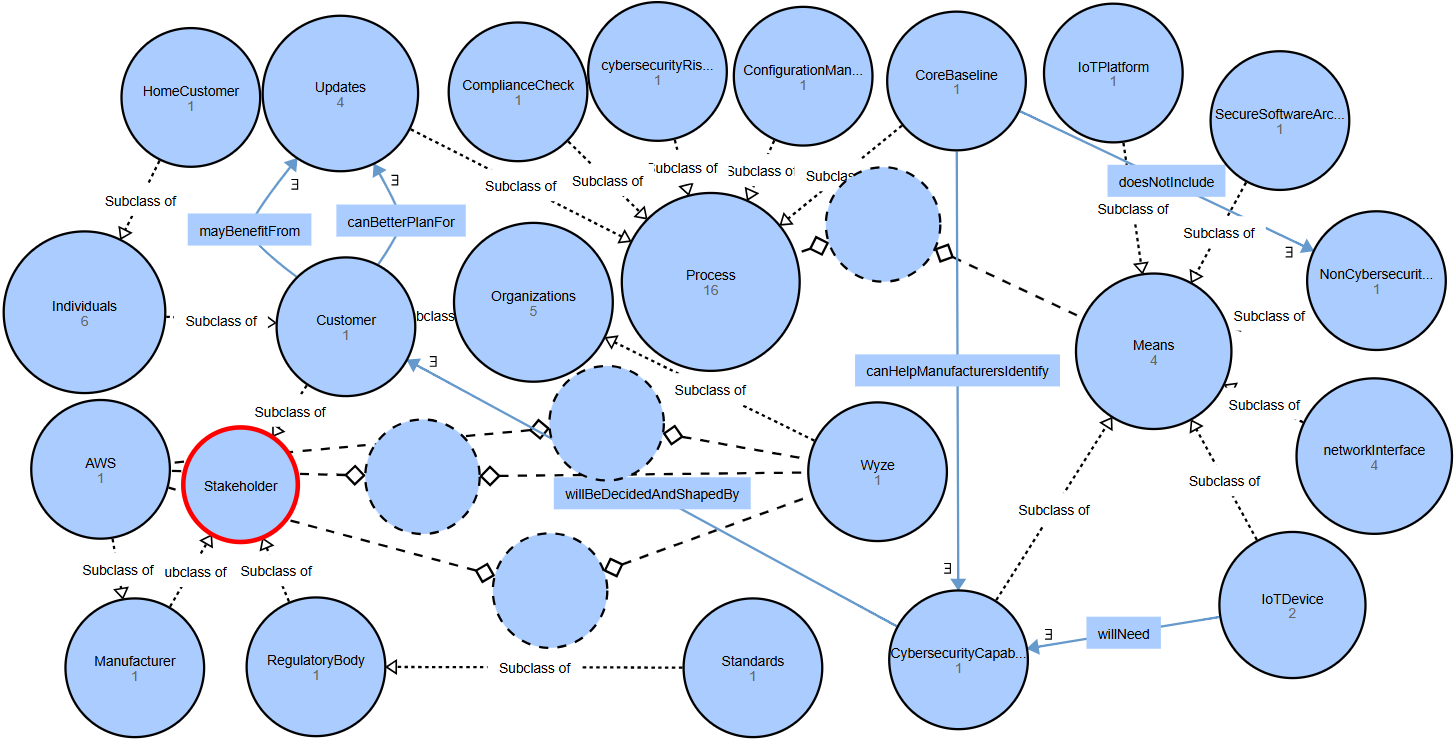 HomeCustomer
1
Updates
4
ComplianceCheck
1
cybersecurityRis...
1
ConfigurationMan...
1
CoreBaseline
1
IoTPlatform
1
SecureSoftwareArc...
1
Subclass of
Subclass of
Subclass of
ubclass of
Subclass of
Subclas
doesNotInclude
Subclass of
Subclass of
mayBenefitFrom
Ǝ
canBetterPlanFor
Ǝ
Individuals
6
Subclass of
Customer
1
bclass
Organizations
5
Process
16
Means
4
Subclass of
Ǝ
NonCybersecurit...
1
Ǝ
canHelpManufacturersIdentify
Subclass of
Subclass of
Subclass of
networkInterface
4
AWS
1
Stakeholder
Wyze
1
willBeDecidedAndShapedBy
Subclass of
Subclass of
Subclass of
ubclass of
Subclass of
Ǝ
IoTDevice
2
Manufacturer
1
RegulatoryBody
1
Subclass of
Standards
1
CybersecurityCapab...
1
Ǝ
willNeed